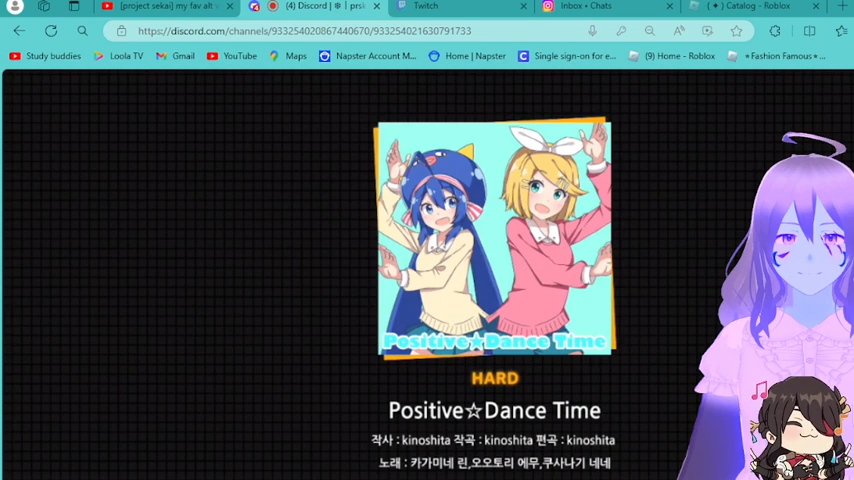 [project sekai] my fav alt v
(4) Discord | ❄ | prsk
Twitch
Inbox • Chats
(✦) Catalog - Roblox
https://discord.com/channels/933254020867440670/933254021630791733
Study buddies
Loola TV
Gmail
YouTube
Maps
Napster Account M...
Home | Napster
Single sign-on for e...
(9) Home - Roblox
⭑Fashion Famous⭑...
Positive☆Dance Time
HARD
Positive☆Dance Time
작사 : kinoshita 작곡 : kinoshita 편곡 : kinoshita
노래 : 카가미네 린,오오토리 에무,쿠사나기 네네